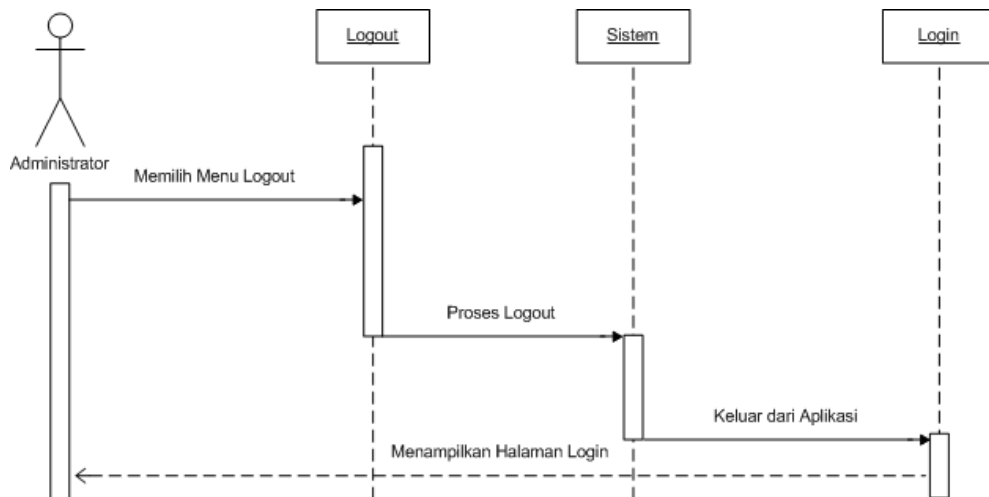 Logout
Sistem
Login
Administrator
Memilih Menu Logout
Proses Logout
Keluar dari Aplikasi
Menampilkan Halaman Login